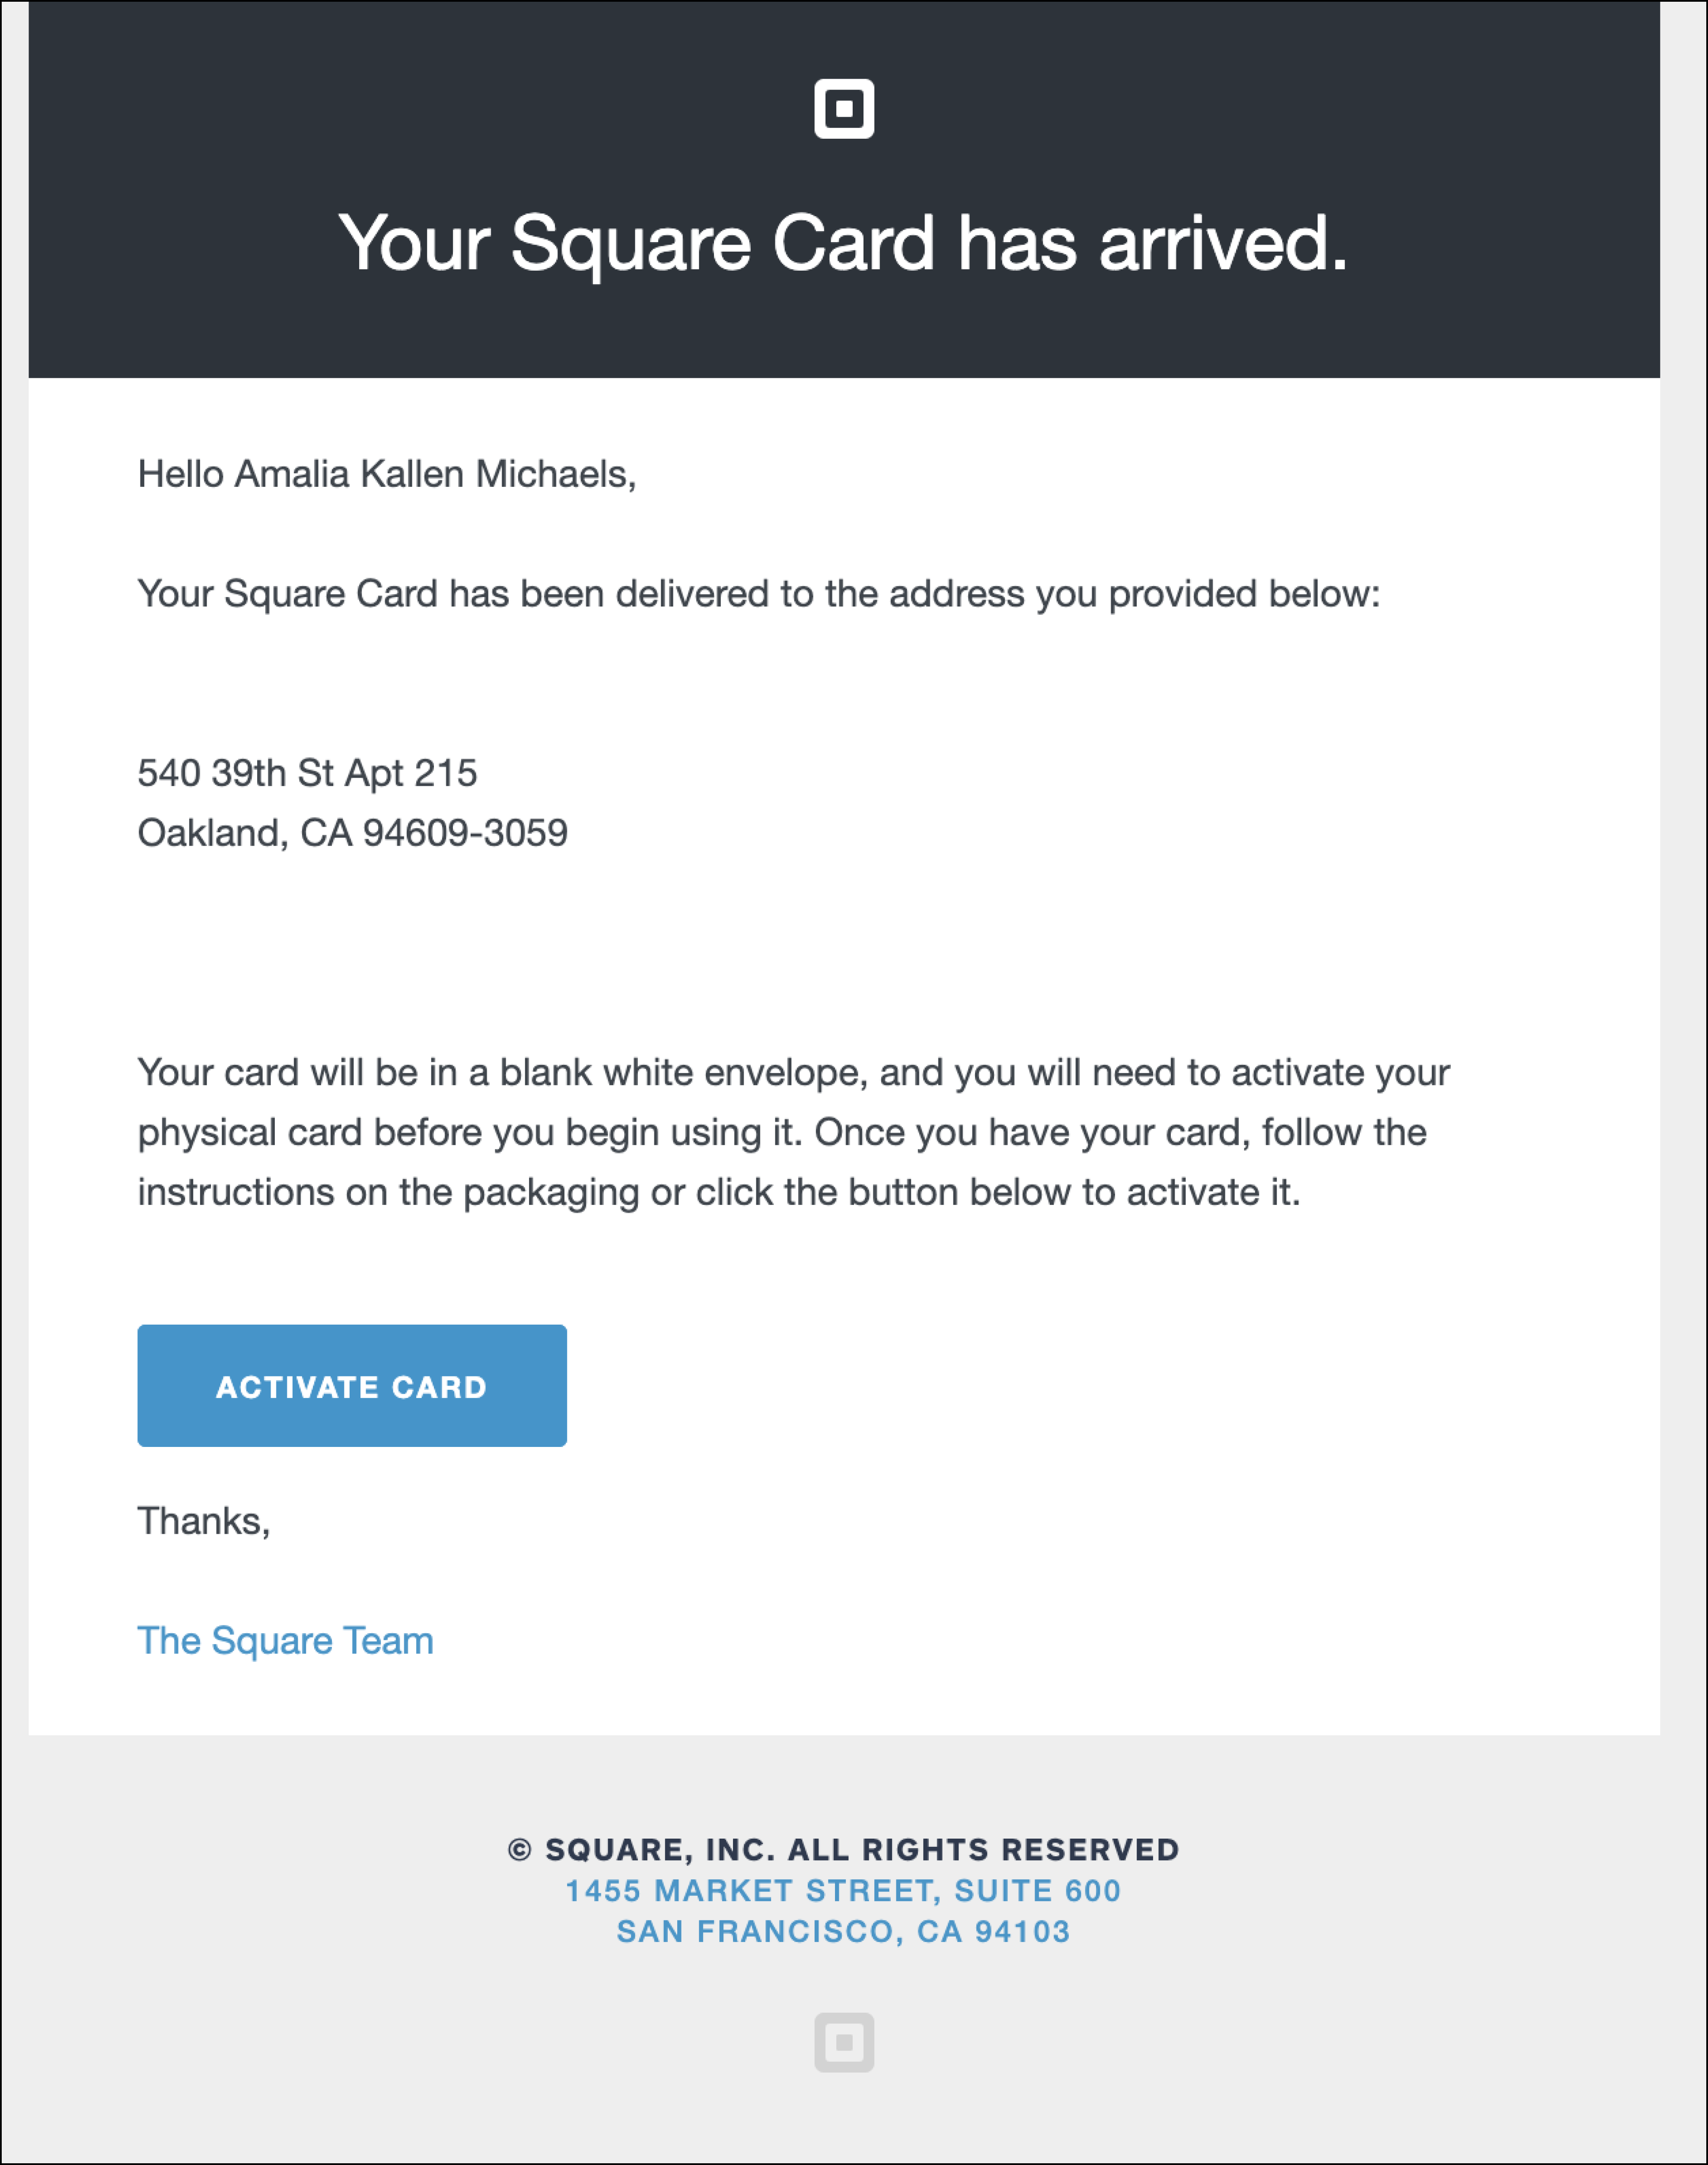 Your Square Card has arrived.
Hello Amalia Kallen Michaels,
Your Square Card has been delivered to the address you provided below:
540 39th St Apt 215
Oakland, CA 94609-3059
Your card will be in a blank white envelope, and you will need to activate your
physical card before you begin using it. Once you have your card, follow the
instructions on the packaging or click the button below to activate it.
ACTIVATE CARD
Thanks,
The Square Team
© SQUARE, INC. ALL RIGHTS RESERVED
1455 MARKET STREET, SUITE 600
SAN FRANCISCO, CA 94103